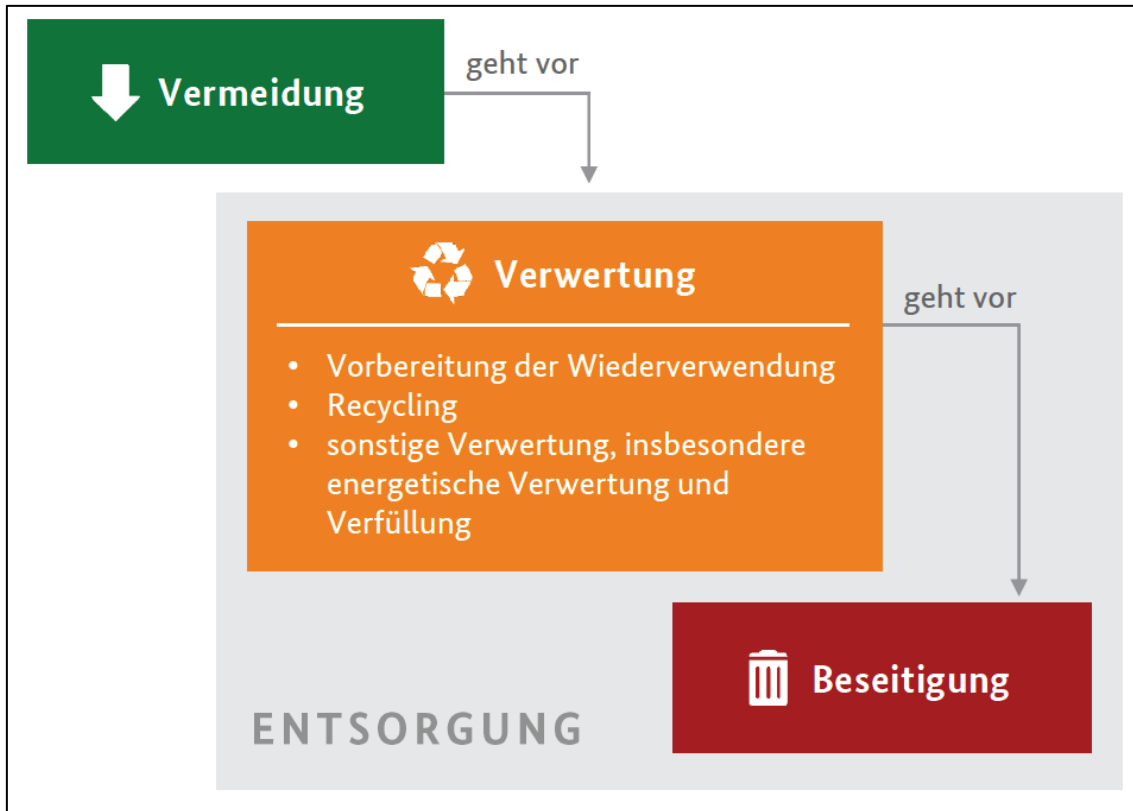 Vermeidung
geht vor
Verwertung
geht vor
• Vorbereitung der Wiederverwendung
• Recycling
• sonstige Verwertung, insbesondere
energetische Verwertung und
Verfüllung
Beseitigung
ENTSORGUNG